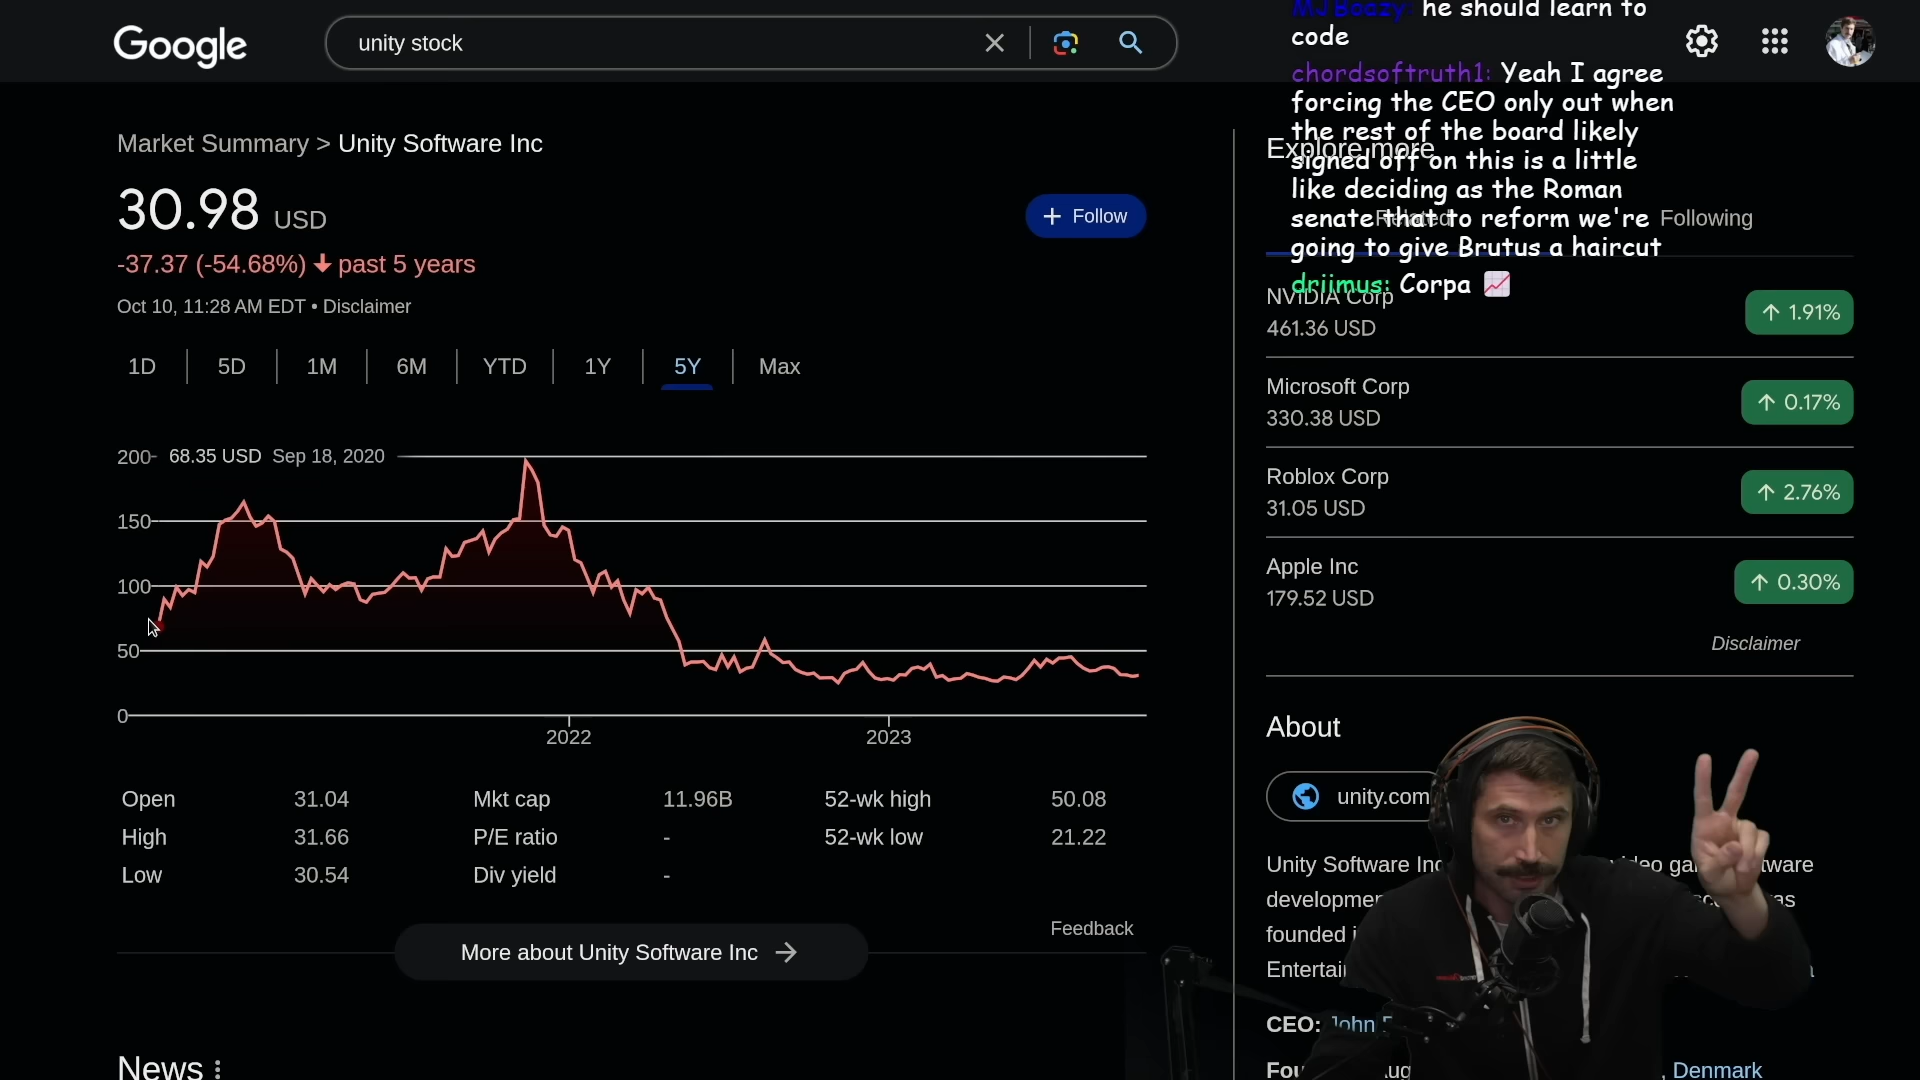 Google
unity stock
MJBoazy: he should learn to
code
chordsoftruth1: Yeah I agree
forcing the CEO only out when
the rest of the board likely
signed off on this is a little
like deciding as the Roman
senate that to reform we're
going to give Brutus a haircut
driimus: Corpa
Market Summary > Unity Software Inc
30.98 USD
+ Follow
-37.37 (-54.68%) past 5 years
Oct 10, 11:28 AM EDT • Disclaimer
1D 5D 1M 6M YTD 1Y 5Y Max
68.35 USD Sep 18, 2020
200
150
100
50
0
2022 2023
Open 31.04 Mkt cap 11.96B 52-wk high 50.08
High 31.66 P/E ratio - 52-wk low 21.22
Low 30.54 Div yield -
Feedback
More about Unity Software Inc
News
Explore more
Related Following
NVIDIA Corp
461.36 USD
1.91%
Microsoft Corp
330.38 USD
0.17%
Roblox Corp
31.05 USD
2.76%
Apple Inc
179.52 USD
0.30%
Disclaimer
About
unity.com
Unity Software Inc
founded
CEO: John
Denmark